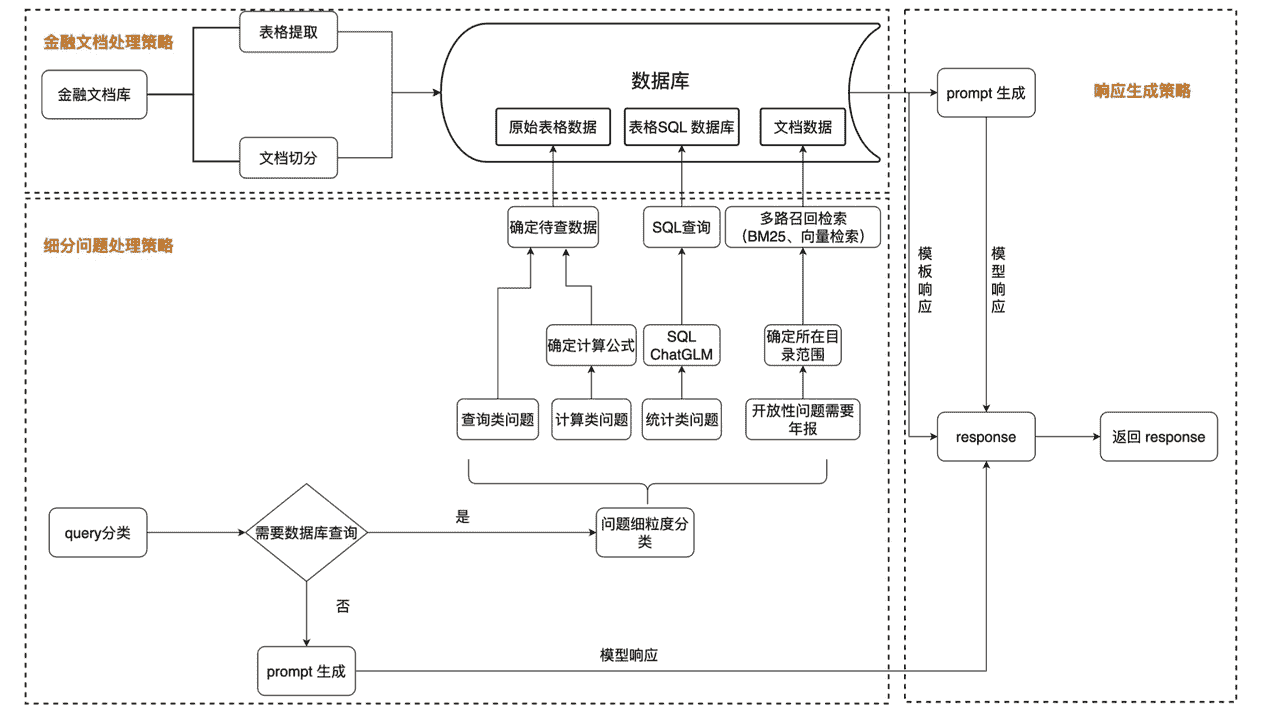 金融文档处理策略
金融文档库
表格提取
文档切分
数据库
原始表格数据
表格SQL 数据库
文档数据
响应生成策略
prompt 生成
模板响应
模型响应
response
返回 response
细分问题处理策略
确定待查数据
SQL查询
多路召回检索
（BM25、向量检索）
确定计算公式
SQL
ChatGLM
确定所在目
录范围
查询类问题
计算类问题
统计类问题
开放性问题需要
年报
query分类
需要数据库查询
是
问题细粒度分
类
否
prompt 生成
模型响应